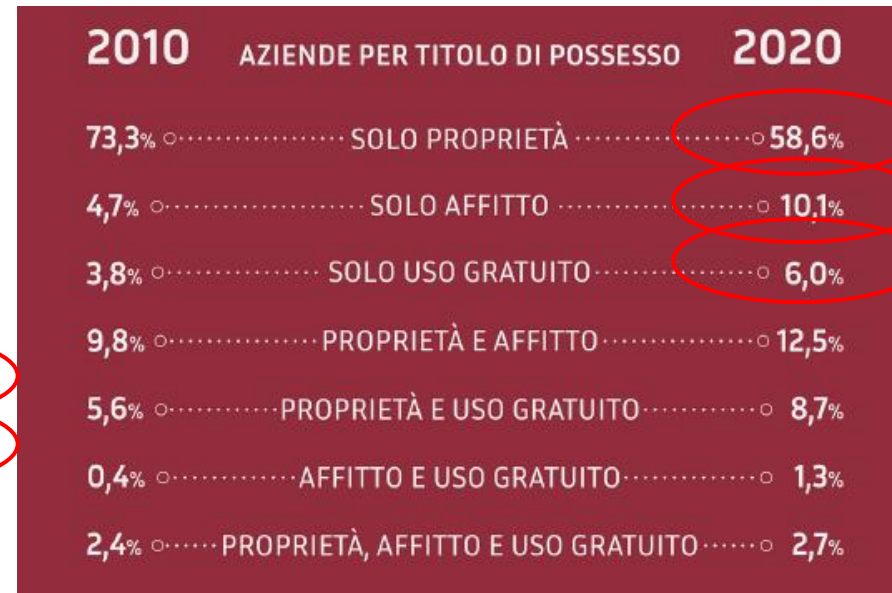 2010 AZIENDE PER TITOLO DI POSSESSO 2020
73,3% SOLO PROPRIETÀ 58,6%
4,7% SOLO AFFITTO 10,1%
3,8% SOLO USO GRATUITO 6,0%
9,8% PROPRIETÀ E AFFITTO 12,5%
5,6% PROPRIETÀ E USO GRATUITO 8,7%
0,4% AFFITTO E USO GRATUITO 1,3%
2,4% PROPRIETÀ, AFFITTO E USO GRATUITO 2,7%